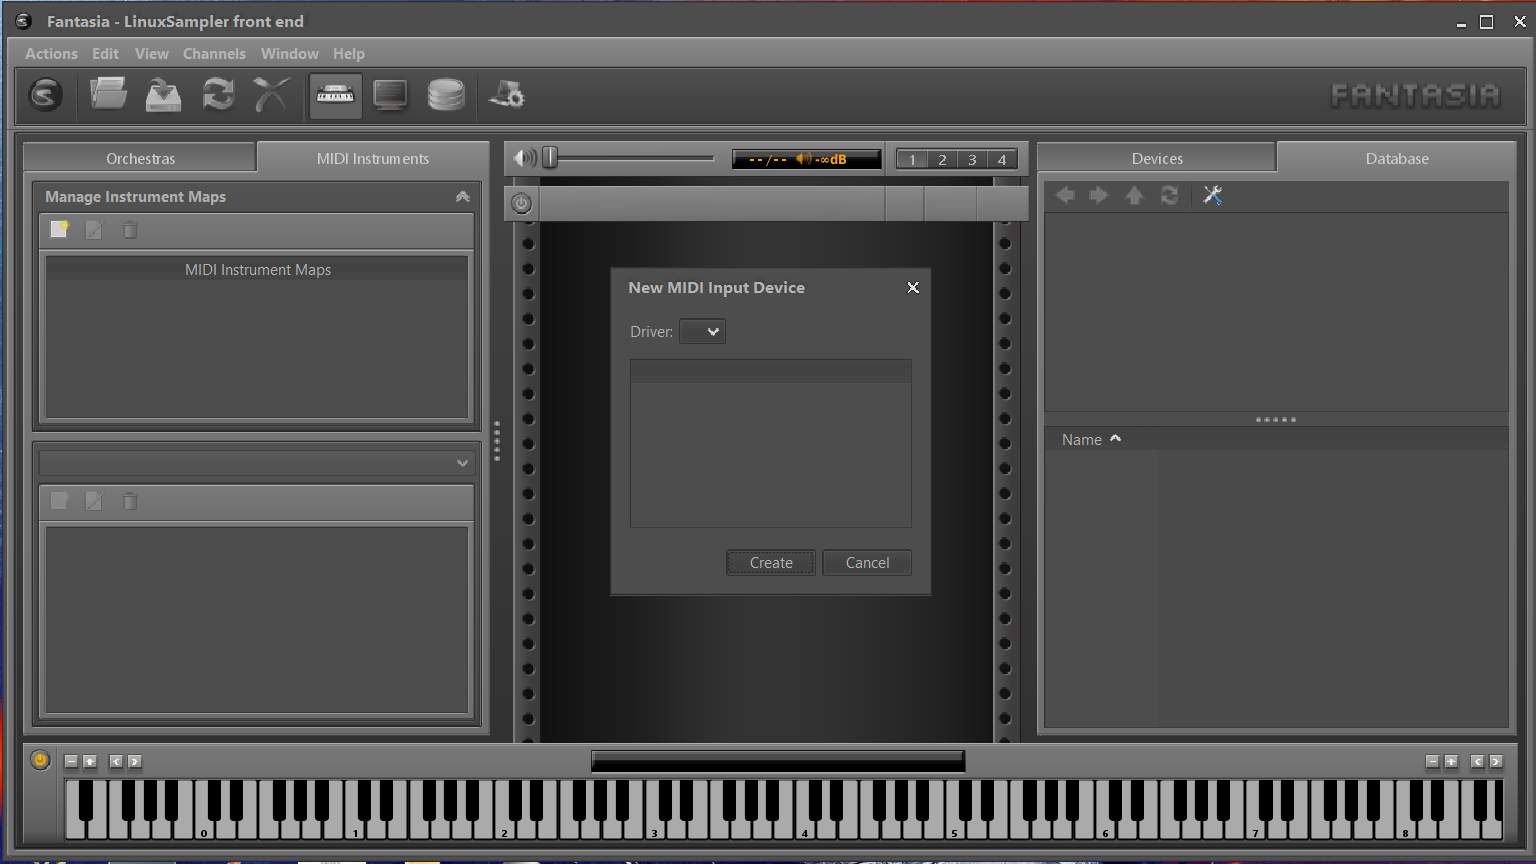 Fantasia - LinuxSampler front end
Actions Edit View Channels Window Help
FANTASIA
Orchestras MIDI Instruments
--/-- -∞dB 1 2 3 4
Devices Database
Manage Instrument Maps
MIDI Instrument Maps
New MIDI Input Device
Driver:
Create Cancel
Name
0 1 2 3 4 5 6 7 8